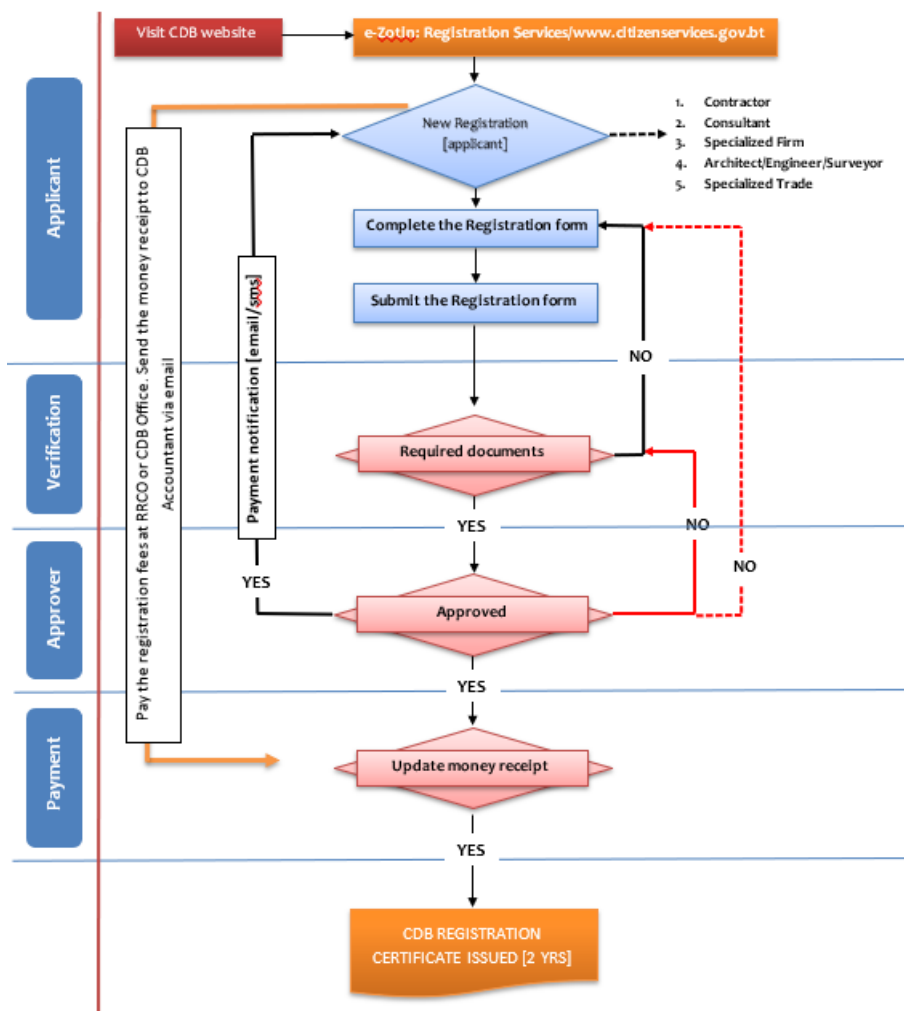 Visit CDB website
e-Zotin: Registration Services/www.citizenservices.gov.bt
Applicant
New Registration
[applicant]
1. Contractor
2. Consultant
3. Specialized Firm
4. Architect/Engineer/Surveyor
5. Specialized Trade
Complete the Registration form
Submit the Registration form
Pay the registration fees at RRCO or CDB Office. Send the money receipt to CDB
Accountant via email
Payment notification [email/sms]
NO
Verification
Required documents
YES
NO
NO
Approver
YES
Approved
YES
Payment
Update money receipt
YES
CDB REGISTRATION
CERTIFICATE ISSUED [2 YRS]